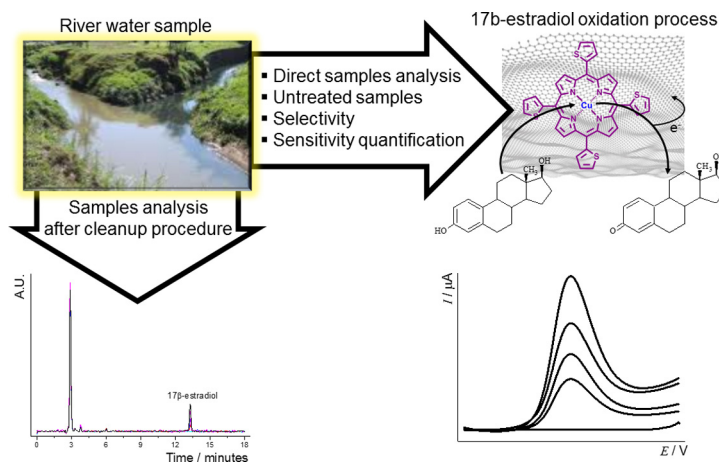 River water sample
17b-estradiol oxidation process
Direct samples analysis
Untreated samples
Selectivity
Sensitivity quantification
S
S
S
S
N
N
N
N
Cu
e-
CH3
OH
HO
CH3
O
Samples analysis
after cleanup procedure
A.U.
17β-estradiol
0 3 6 9 12 15 18
Time / minutes
I / µA
E / V